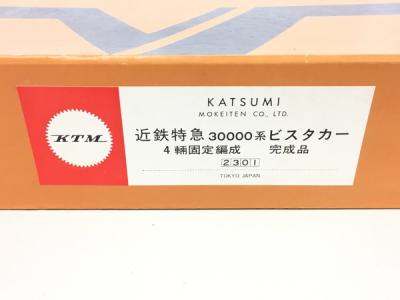 KTM
KATSUMI
MOKEITEN CO., LTD.
近鉄特急30000系ビスタカー
4輛固定編成 完成品
2301
TOKYO JAPAN